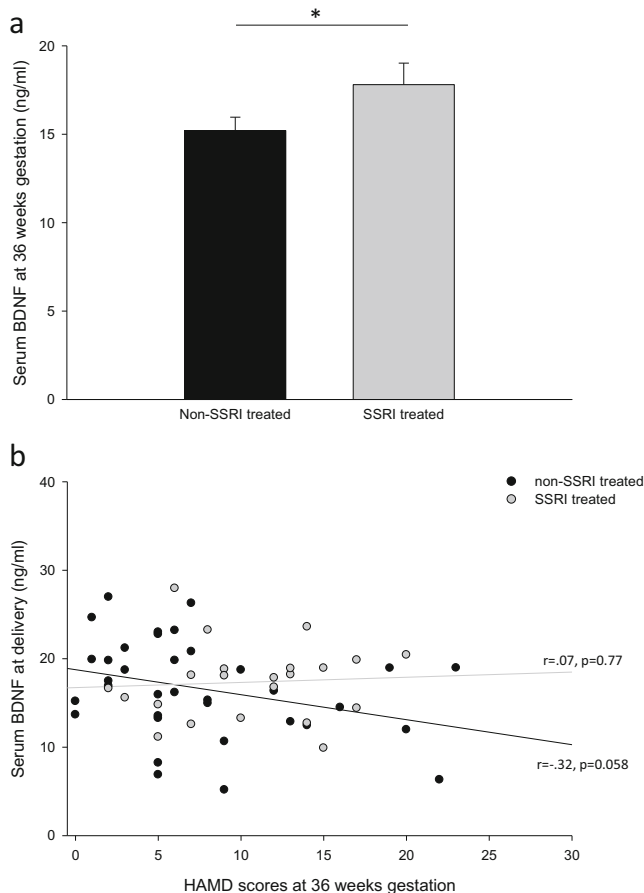 a
*
Serum BDNF at 36 weeks gestation (ng/ml)
20
15
10
5
0
Non-SSRI treated
SSRI treated
b
Serum BDNF at delivery (ng/ml)
40
30
20
10
0
non-SSRI treated
SSRI treated
r=.07, p=0.77
r=-.32, p=0.058
0
5
10
15
20
25
30
HAMD scores at 36 weeks gestation